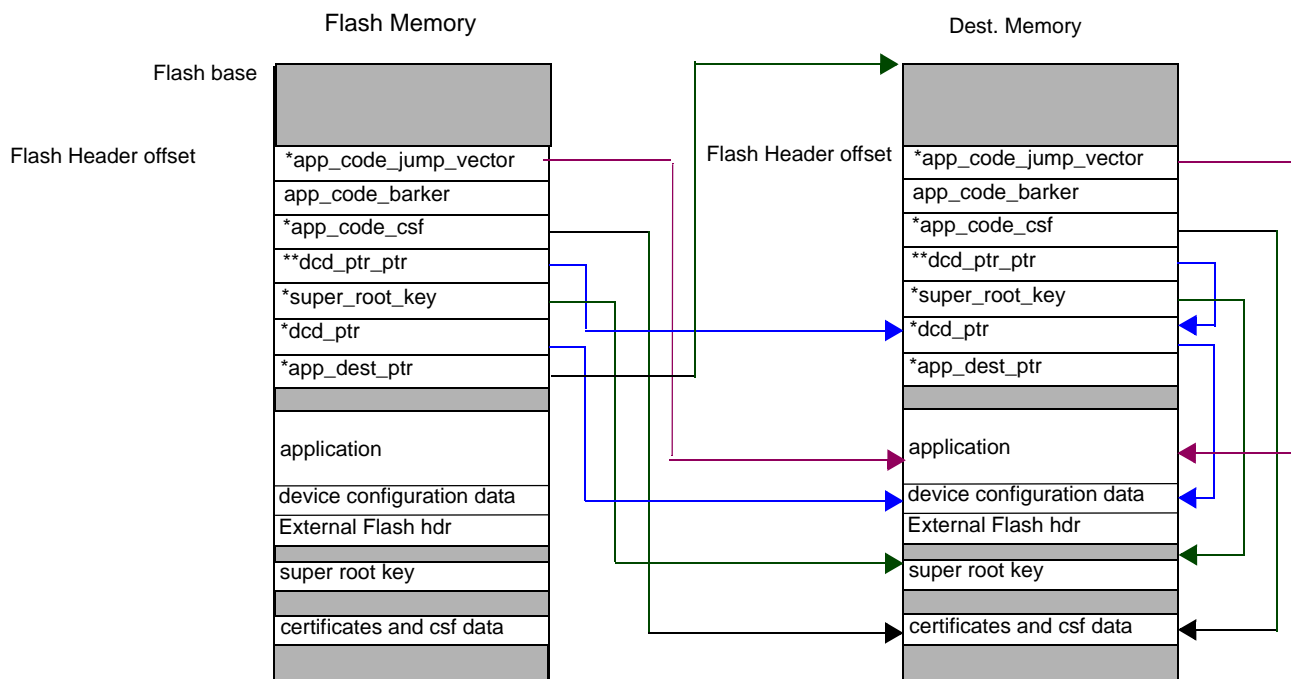 Flash Memory
Dest. Memory
Flash base
Flash Header offset
*app_code_jump_vector
app_code_barker
*app_code_csf
**dcd_ptr_ptr
*super_root_key
*dcd_ptr
*app_dest_ptr
application
device configuration data
External Flash hdr
super root key
certificates and csf data
Flash Header offset
*app_code_jump_vector
app_code_barker
*app_code_csf
**dcd_ptr_ptr
*super_root_key
*dcd_ptr
*app_dest_ptr
application
device configuration data
External Flash hdr
super root key
certificates and csf data